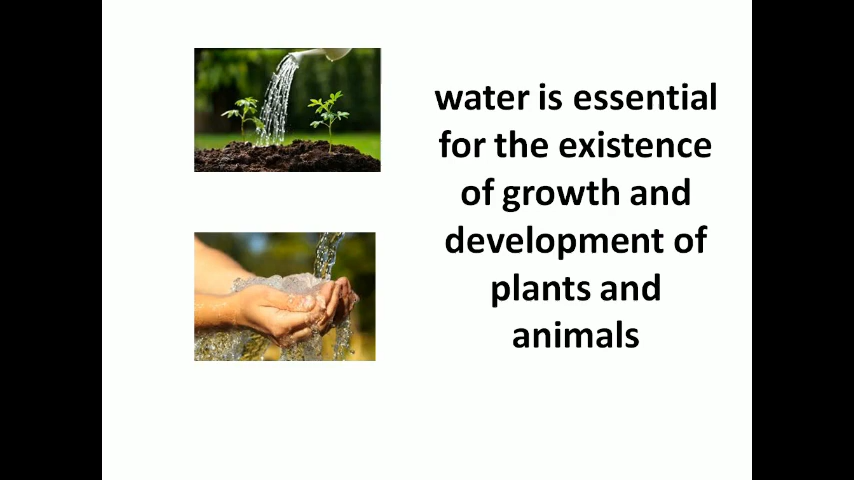 water is essential
for the existence
of growth and
development of
plants and
animals